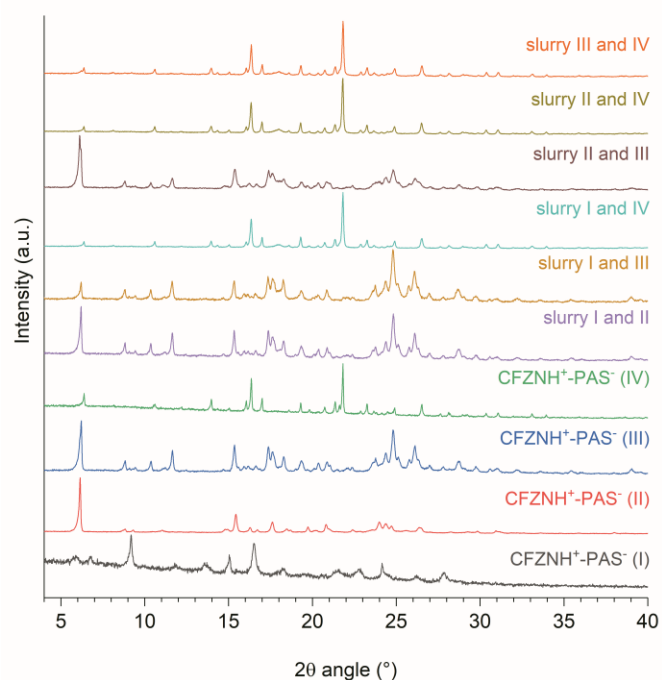 slurry III and IV
slurry II and IV
slurry II and III
slurry I and IV
slurry I and III
slurry I and II
CFZNH⁺-PAS⁻ (IV)
CFZNH⁺-PAS⁻ (III)
CFZNH⁺-PAS⁻ (II)
CFZNH⁺-PAS⁻ (I)
Intensity (a.u.)
5 10 15 20 25 30 35 40
2θ angle (°)